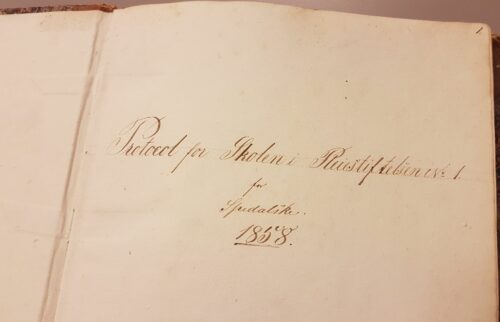 1
Protocol for Skolen i Pleiestiftelsen No. 1.
for
Spedalske.
1858.